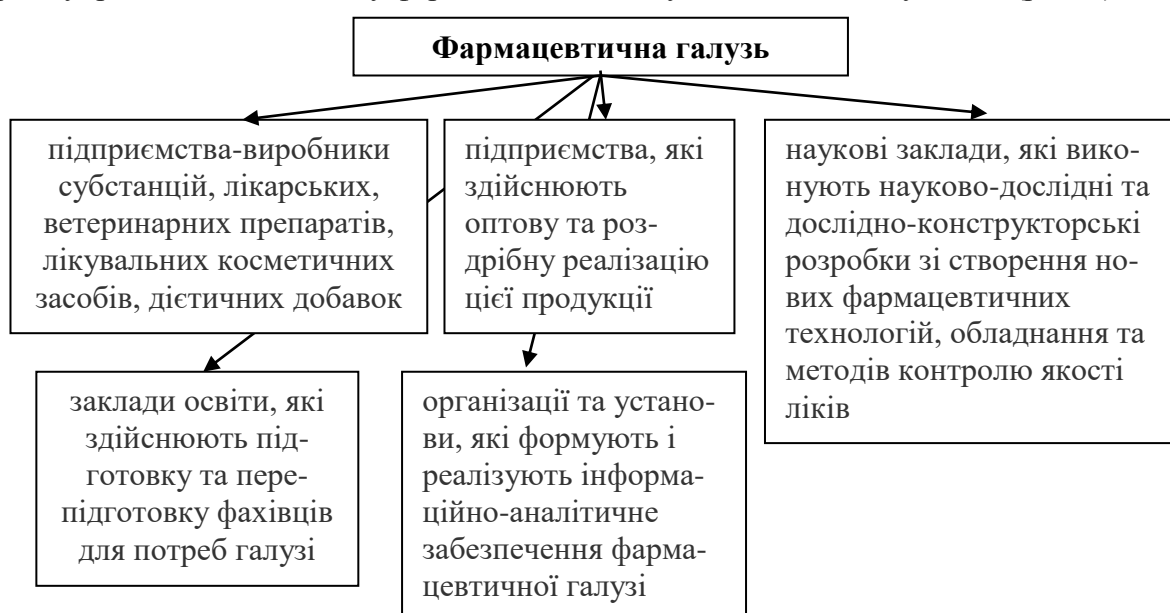 Фармацевтична галузь
підприємства-виробники
субстанцій, лікарських,
ветеринарних препаратів,
лікувальних косметичних
засобів, дієтичних добавок
підприємства, які
здійснюють
оптову та роз-
дрібну реалізацію
цієї продукції
наукові заклади, які вико-
нують науково-дослідні та
дослідно-конструкторські
розробки зі створення но-
вих фармацевтичних
технологій, обладнання та
методів контролю якості
ліків
заклади освіти, які
здійснюють під-
готовку та пере-
підготовку фахівців
для потреб галузі
організації та устано-
ви, які формують і
реалізують інформа-
ційно-аналітичне
забезпечення фарма-
цевтичної галузі